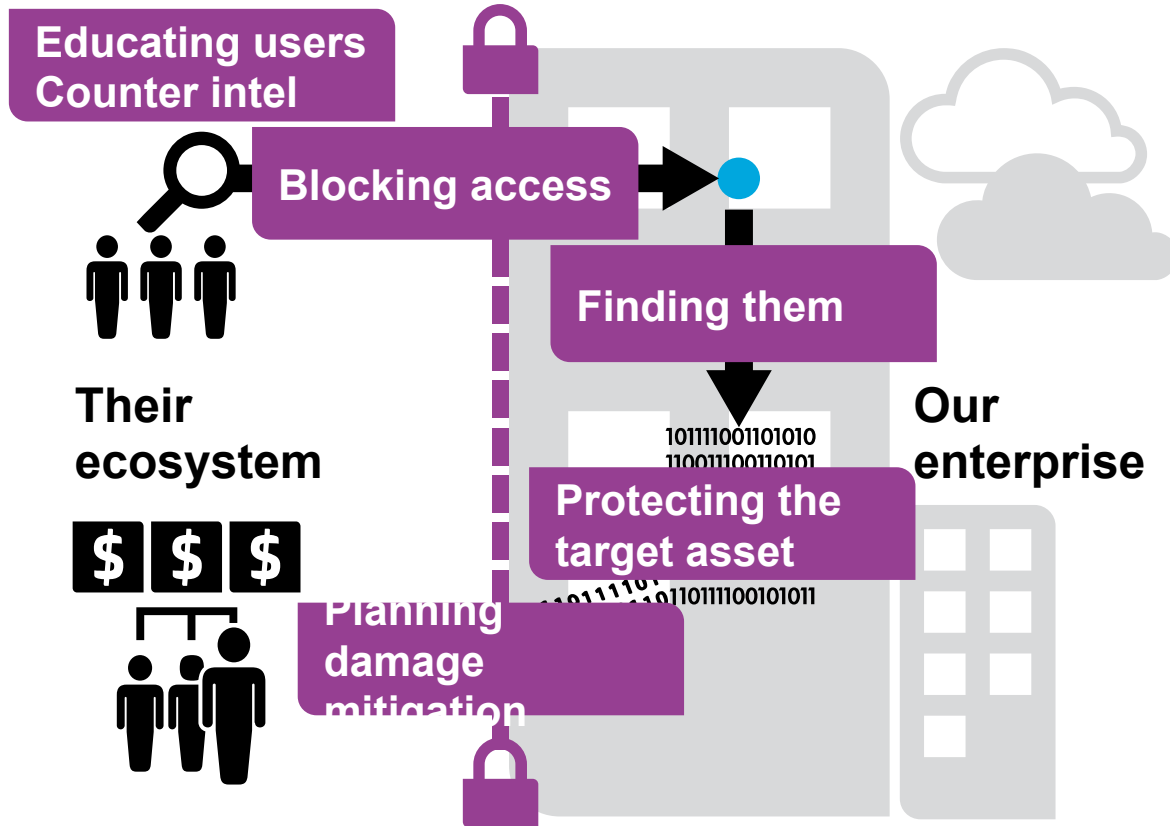 Educating users
Counter intel
Blocking access
Finding them
Their
ecosystem
Our
enterprise
101111001101010
110011100110101
Protecting the
target asset
$ $ $
110111100101011
Planning
damage
mitigation